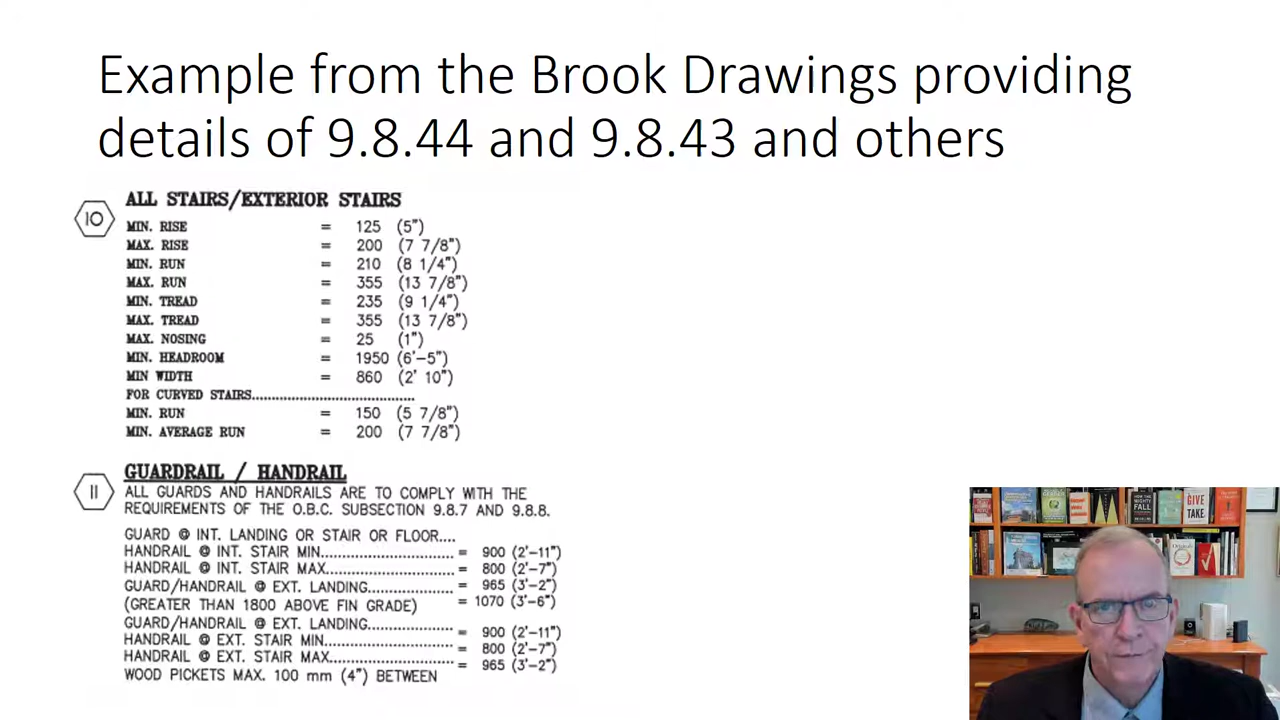 Example from the Brook Drawings providing
details of 9.8.44 and 9.8.43 and others
10
ALL STAIRS/EXTERIOR STAIRS
MIN. RISE = 125 (5")
MAX. RISE = 200 (7 7/8")
MIN. RUN = 210 (8 1/4")
MAX. RUN = 355 (13 7/8")
MIN. TREAD = 235 (9 1/4")
MAX. TREAD = 355 (13 7/8")
MAX. NOSING = 25 (1")
MIN. HEADROOM = 1950 (6'-5")
MIN WIDTH = 860 (2' 10")
FOR CURVED STAIRS........................................
MIN. RUN = 150 (5 7/8")
MIN. AVERAGE RUN = 200 (7 7/8")
11
GUARDRAIL / HANDRAIL
ALL GUARDS AND HANDRAILS ARE TO COMPLY WITH THE
REQUIREMENTS OF THE O.B.C. SUBSECTION 9.8.7 AND 9.8.8.
GUARD @ INT. LANDING OR STAIR OR FLOOR....
HANDRAIL @ INT. STAIR MIN........................... = 900 (2'-11")
HANDRAIL @ INT. STAIR MAX.......................... = 800 (2'-7")
GUARD/HANDRAIL @ EXT. LANDING................. = 965 (3'-2")
(GREATER THAN 1800 ABOVE FIN GRADE) = 1070 (3'-6")
GUARD/HANDRAIL @ EXT. LANDING.................
HANDRAIL @ EXT. STAIR MIN......................... = 900 (2'-11")
HANDRAIL @ EXT. STAIR MAX........................ = 800 (2'-7")
WOOD PICKETS MAX. 100 mm (4") BETWEEN = 965 (3'-2")
HOW THE
MIGHTY
FALL
GIVE
TAKE